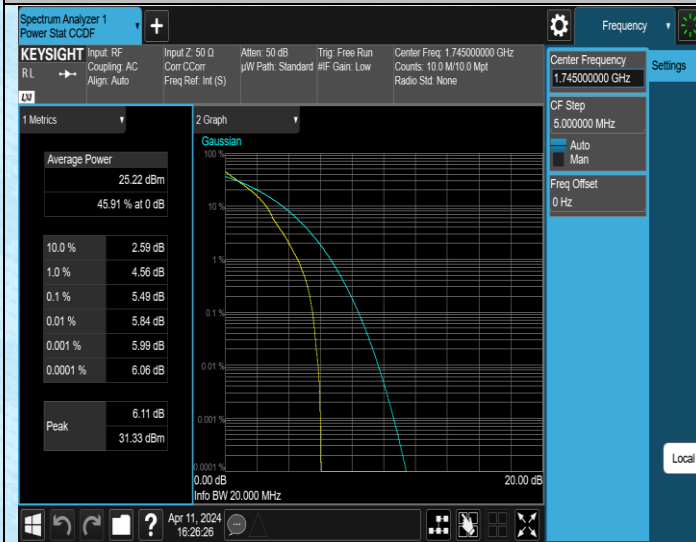 Spectrum Analyzer 1
Power Stat CCDF
Frequency
KEYSIGHT
RL
LXI
Input: RF
Coupling: AC
Align: Auto
Input Z: 50 Ω
Corr CCorr
Freq Ref: Int (S)
Atten: 50 dB
µW Path: Standard
Trig: Free Run
#IF Gain: Low
Center Freq: 1.745000000 GHz
Counts: 10.0 M/10.0 Mpt
Radio Std: None
Center Frequency
1.745000000 GHz
Settings
CF Step
5.000000 MHz
Auto
Man
Freq Offset
0 Hz
1 Metrics
Average Power
25.22 dBm
45.91 % at 0 dB
10.0 % 2.59 dB
1.0 % 4.56 dB
0.1 % 5.49 dB
0.01 % 5.84 dB
0.001 % 5.99 dB
0.0001 % 6.06 dB
Peak
6.11 dB
31.33 dBm
2 Graph
Gaussian
100 %
10 %
1 %
0.1 %
0.01 %
0.001 %
0.0001 %
0.00 dB 20.00 dB
Info BW 20.000 MHz
Local
?
Apr 11, 2024
16:26:26